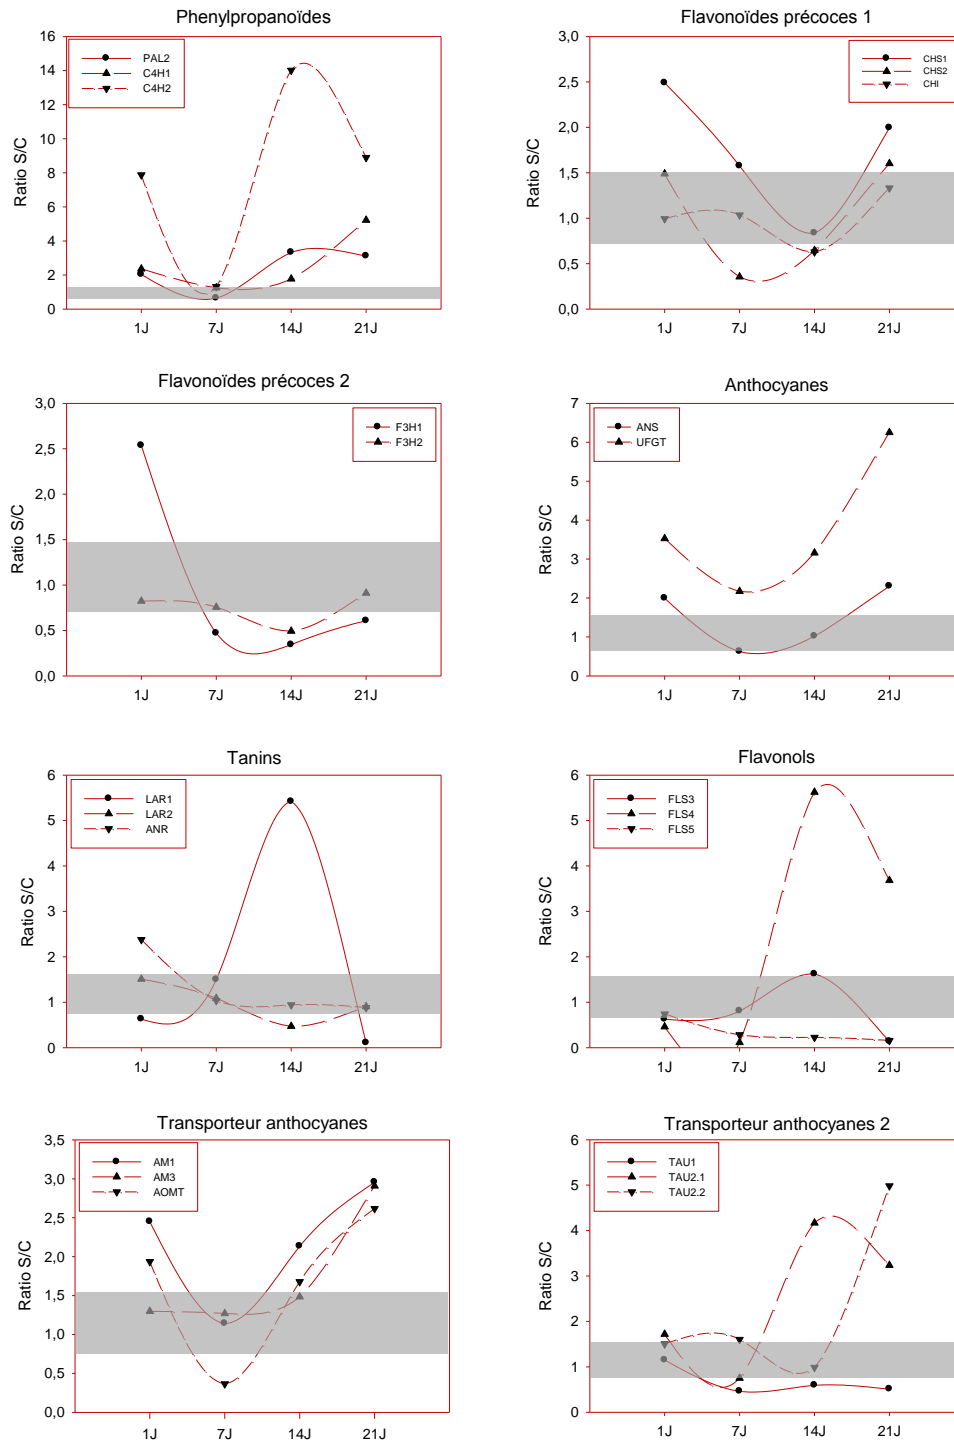 Phenylpropanoïdes
Ratio S/C
16
14
12
10
8
6
4
2
0
PAL2
C4H1
C4H2
1J
7J
14J
21J
Flavonoïdes précoces 1
Ratio S/C
3,0
2,5
2,0
1,5
1,0
0,5
0,0
CHS1
CHS2
CHI
1J
7J
14J
21J
Flavonoïdes précoces 2
Ratio S/C
3,0
2,5
2,0
1,5
1,0
0,5
0,0
F3H1
F3H2
1J
7J
14J
21J
Anthocyanes
Ratio S/C
7
6
5
4
3
2
1
0
ANS
UFGT
1J
7J
14J
21J
Tanins
Ratio S/C
6
5
4
3
2
1
0
LAR1
LAR2
ANR
1J
7J
14J
21J
Flavonols
Ratio S/C
6
5
4
3
2
1
0
FLS3
FLS4
FLS5
1J
7J
14J
21J
Transporteur anthocyanes
Ratio S/C
3,5
3,0
2,5
2,0
1,5
1,0
0,5
0,0
AM1
AM3
AOMT
1J
7J
14J
21J
Transporteur anthocyanes 2
Ratio S/C
6
5
4
3
2
1
0
TAU1
TAU2.1
TAU2.2
1J
7J
14J
21J